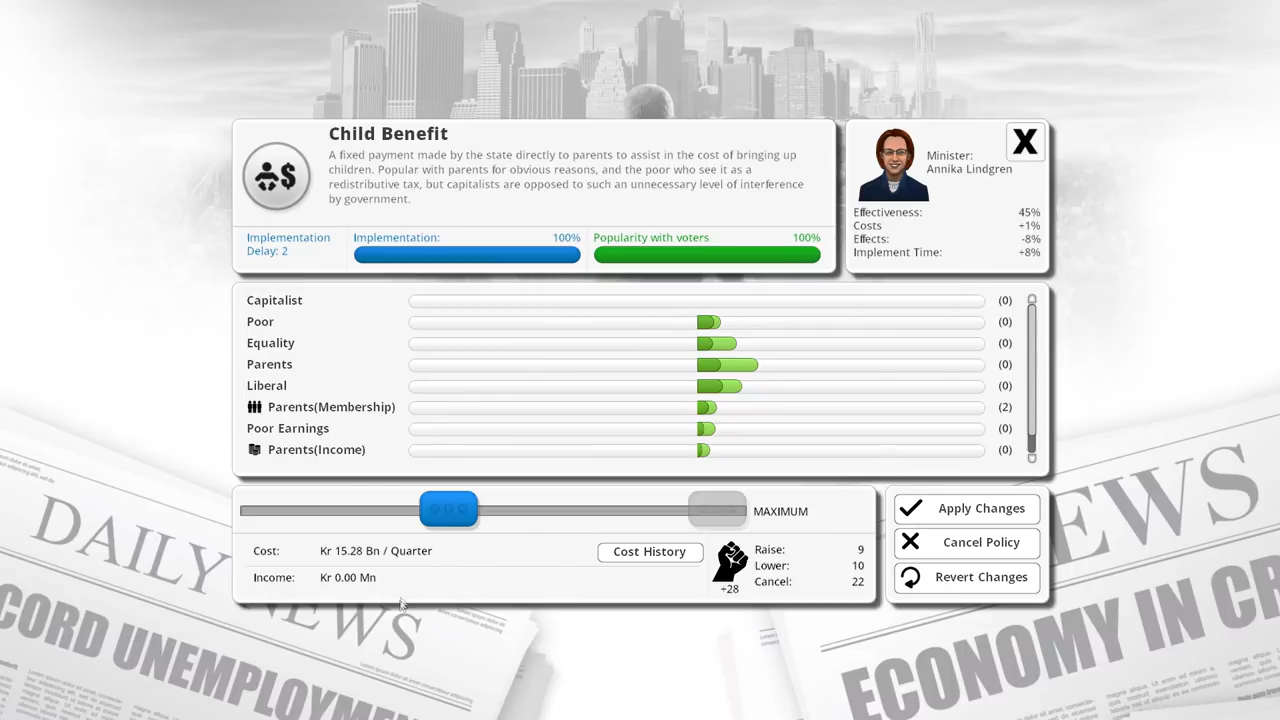 Child Benefit
A fixed payment made by the state directly to parents to assist in the cost of bringing up
children. Popular with parents for obvious reasons, and the poor who see it as a
redistributive tax, but capitalists are opposed to such an unnecessary level of interference
by government.
Implementation
Delay: 2
Implementation: 100%
Popularity with voters 100%
Minister:
Annika Lindgren
X
Effectiveness: 45%
Costs +1%
Effects: -8%
Implement Time: +8%
Capitalist (0)
Poor (0)
Equality (0)
Parents (0)
Liberal (0)
Parents(Membership) (2)
Poor Earnings (0)
Parents(Income) (0)
MAXIMUM
Cost: Kr 15.28 Bn / Quarter
Income: Kr 0.00 Mn
Cost History
+28
Raise: 9
Lower: 10
Cancel: 22
Apply Changes
Cancel Policy
Revert Changes
DAILY NEWS
CORD UNEMPLOYM
NEWS
ECONOMY IN CR